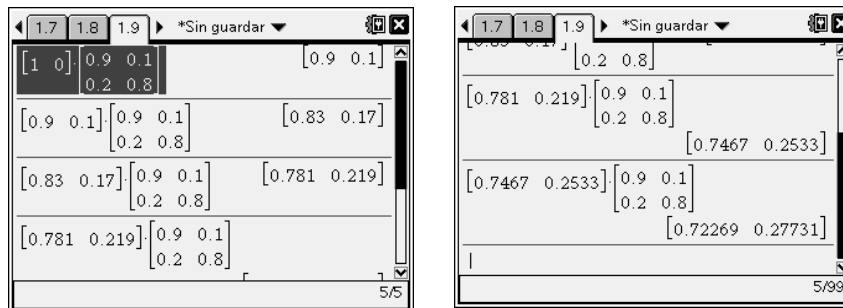 1.7 1.8 1.9 *Sin guardar
[1 0]·[0.9 0.1
0.2 0.8] [0.9 0.1]
[0.9 0.1]·[0.9 0.1
0.2 0.8] [0.83 0.17]
[0.83 0.17]·[0.9 0.1
0.2 0.8] [0.781 0.219]
[0.781 0.219]·[0.9 0.1
0.2 0.8]
5/5
1.7 1.8 1.9 *Sin guardar
[0.2 0.8]
[0.781 0.219]·[0.9 0.1
0.2 0.8]
[0.7467 0.2533]
[0.7467 0.2533]·[0.9 0.1
0.2 0.8]
[0.72269 0.27731]
5/99